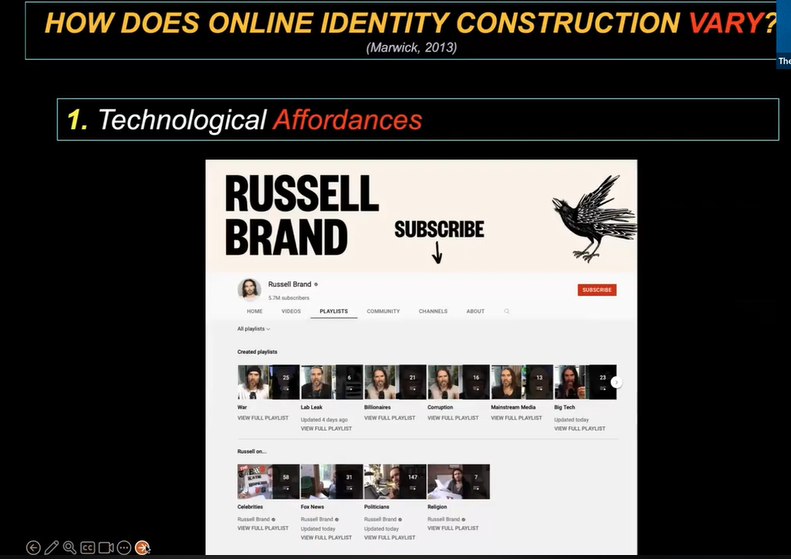 HOW DOES ONLINE IDENTITY CONSTRUCTION VARY?
(Marwick, 2013)
The
1. Technological Affordances
RUSSELL
BRAND
SUBSCRIBE
Russell Brand
5.7M subscribers
SUBSCRIBE
HOME VIDEOS PLAYLISTS COMMUNITY CHANNELS ABOUT
All playlists
Created playlists
25 6 21 16 13 23
War Lab Leak Billionaires Corruption Mainstream Media Big Tech
VIEW FULL PLAYLIST Updated 4 days ago VIEW FULL PLAYLIST VIEW FULL PLAYLIST VIEW FULL PLAYLIST Updated today
VIEW FULL PLAYLIST VIEW FULL PLAYLIST
Russell on...
58 31 147 7
Celebrities Fox News Politicians Religion
Russell Brand Russell Brand Russell Brand Russell Brand
VIEW FULL PLAYLIST Updated today Updated today VIEW FULL PLAYLIST
VIEW FULL PLAYLIST VIEW FULL PLAYLIST
CC